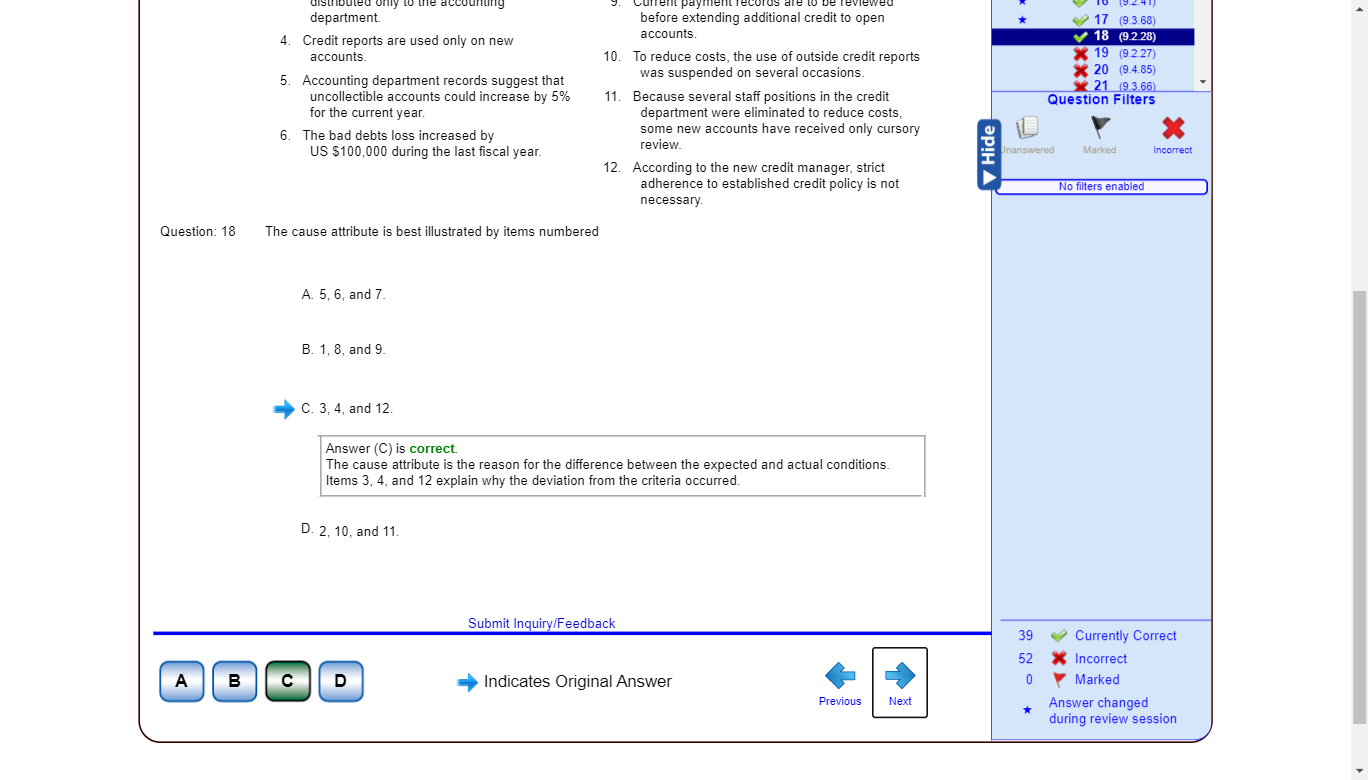 distributed only to the accounting
department.
4. Credit reports are used only on new
accounts.
5. Accounting department records suggest that
uncollectible accounts could increase by 5%
for the current year.
6. The bad debts loss increased by
US $100,000 during the last fiscal year.
9. Current payment records are to be reviewed
before extending additional credit to open
accounts.
10. To reduce costs, the use of outside credit reports
was suspended on several occasions.
11. Because several staff positions in the credit
department were eliminated to reduce costs,
some new accounts have received only cursory
review.
12. According to the new credit manager, strict
adherence to established credit policy is not
necessary.
Question: 18 The cause attribute is best illustrated by items numbered
A. 5, 6, and 7.
B. 1, 8, and 9.
C. 3, 4, and 12.
Answer (C) is correct.
The cause attribute is the reason for the difference between the expected and actual conditions.
Items 3, 4, and 12 explain why the deviation from the criteria occurred.
D. 2, 10, and 11.
Submit Inquiry/Feedback
A B C D
Indicates Original Answer
Previous
Next
16 (9.2.41)
17 (9.3.68)
18 (9.2.28)
19 (9.2.27)
20 (9.4.85)
21 (9.3.66)
Question Filters
Hide
Unanswered
Marked
Incorrect
No filters enabled
39 Currently Correct
52 Incorrect
0 Marked
Answer changed
during review session